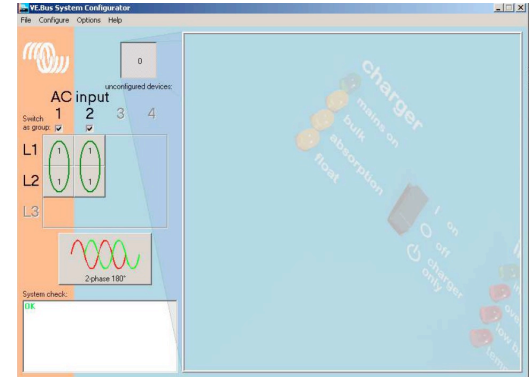 VE.Bus System Configurator
File Configure Options Help
0
unconfigured devices:
AC input
Switch
as group:
1 2 3 4
L1 1 1
L2 1 1
L3
2-phase 180°
System check:
OK
charger
mains on
bulk
absorption
float
on
off
charger
only